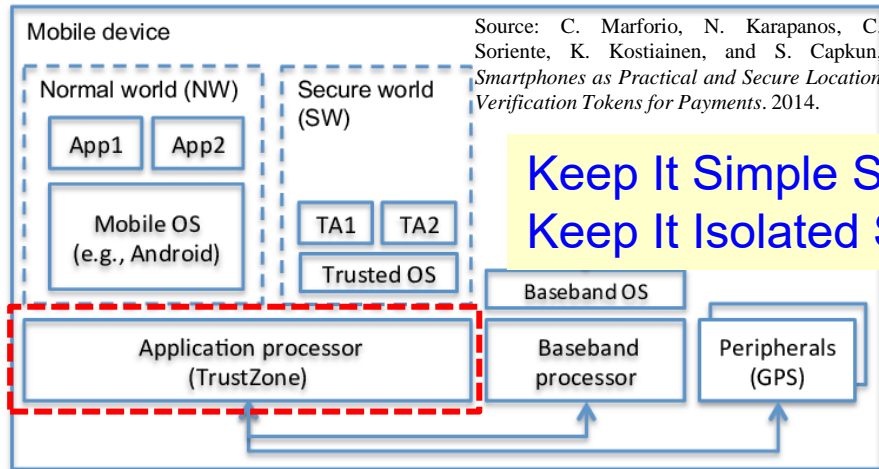 Mobile device
Source: C. Marforio, N. Karapanos, C.
Soriente, K. Kostiainen, and S. Capkun,
Smartphones as Practical and Secure Location
Verification Tokens for Payments. 2014.
Normal world (NW)
Secure world
(SW)
App1
App2
Keep It Simple S
Keep It Isolated S
Mobile OS
(e.g., Android)
TA1
TA2
Trusted OS
Baseband OS
Application processor
(TrustZone)
Baseband
processor
Peripherals
(GPS)